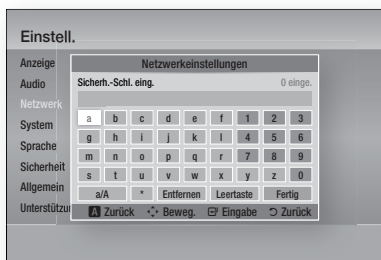 Einstell.
Anzeige
Audio
Netzwerk
System
Sprache
Sicherheit
Allgemein
Unterstützun
Netzwerkeinstellungen
Sicherh.-Schl. eing. 0 einge.
a b c d e f 1 2 3
g h i j k l 4 5 6
m n o p q r 7 8 9
s t u v w x y z 0
a/A * Entfernen Leertaste Fertig
A Zurück Beweg. Eingabe Zurück